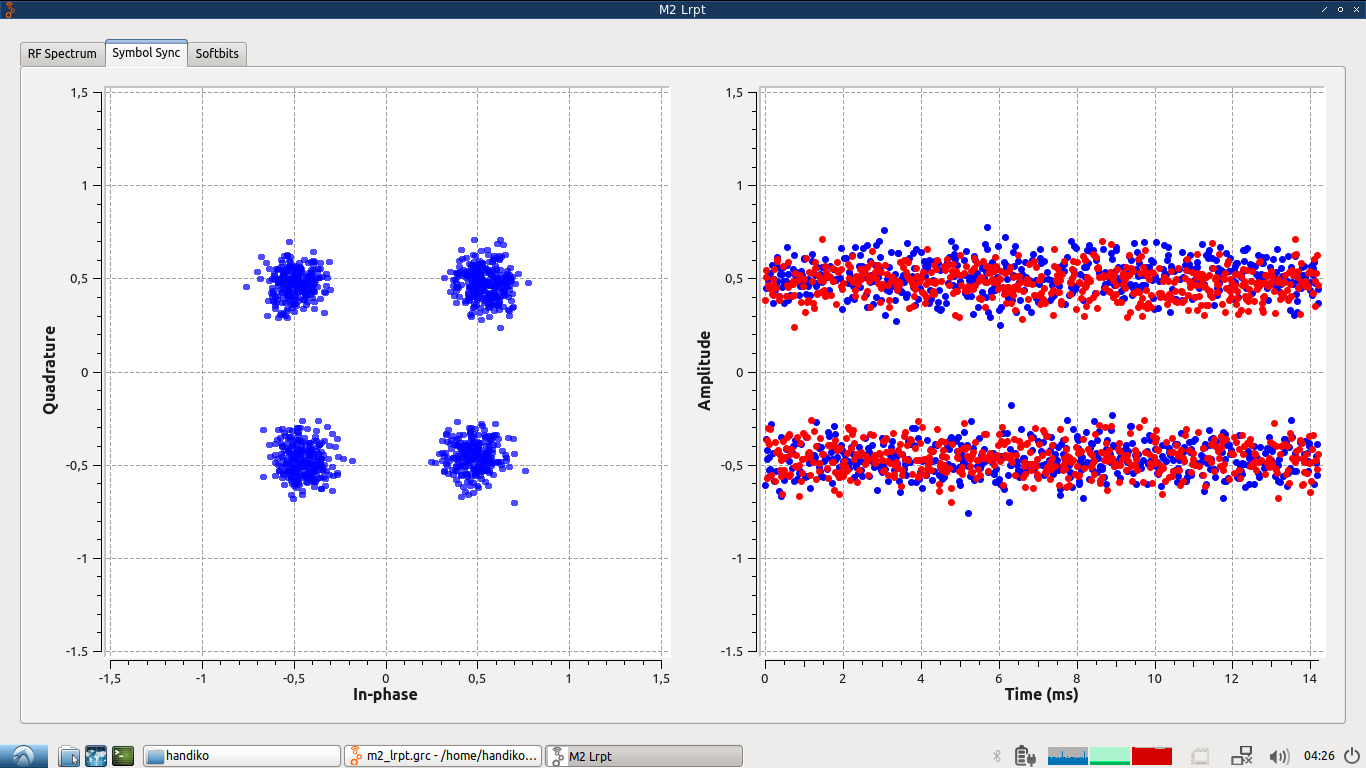 M2 Lrpt
RF Spectrum Symbol Sync Softbits
1,5
1
0,5
0
-0,5
-1
-1.5
Quadrature
-1,5 -1 -0,5 0 0,5 1 1,5
In-phase
1,5
1
0,5
0
-0,5
-1
-1.5
Amplitude
0 2 4 6 8 10 12 14
Time (ms)
handiko m2_lrpt.grc - /home/handiko... M2 Lrpt 04:26